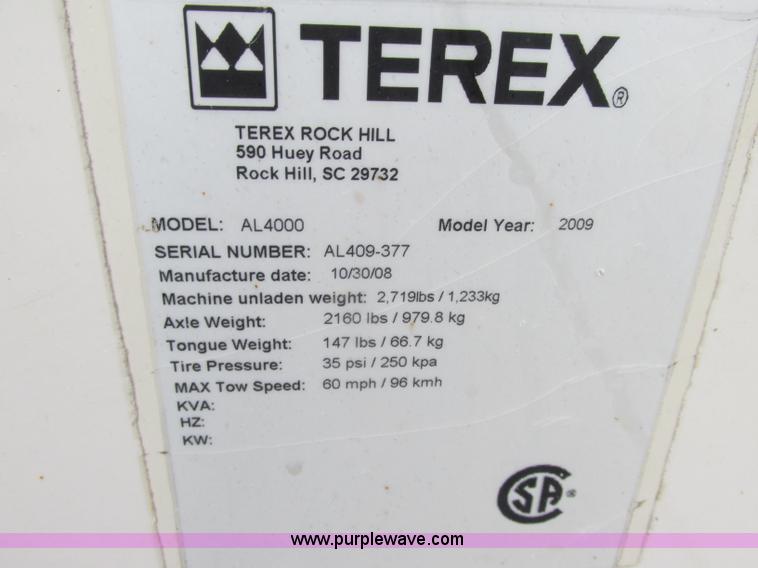 TEREX®
TEREX ROCK HILL
590 Huey Road
Rock Hill, SC 29732
MODEL: AL4000 Model Year: 2009
SERIAL NUMBER: AL409-377
Manufacture date: 10/30/08
Machine unladen weight: 2,719lbs / 1,233kg
Axle Weight: 2160 lbs / 979.8 kg
Tongue Weight: 147 lbs / 66.7 kg
Tire Pressure: 35 psi / 250 kpa
MAX Tow Speed: 60 mph / 96 kmh
KVA:
HZ:
KW:
CSA®
www.purplewave.com